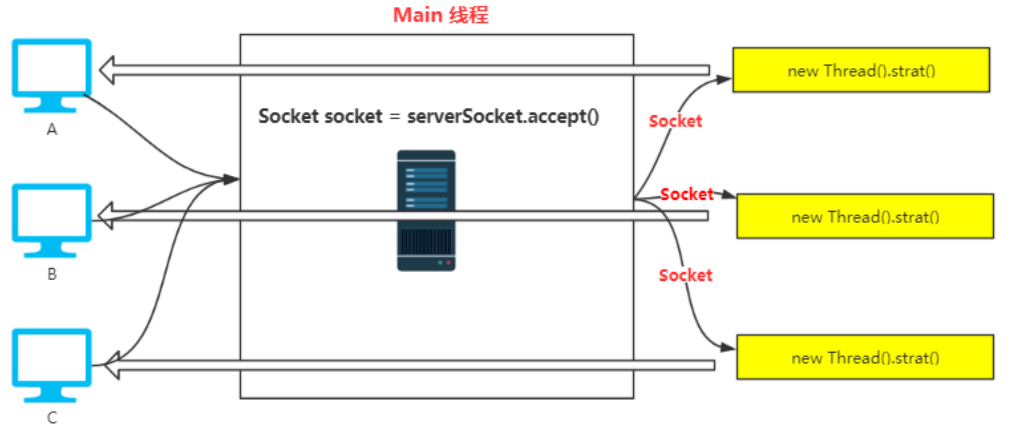 Main 线程
new Thread().strat()
A
Socket socket = serverSocket.accept()
Socket
Socket
new Thread().strat()
B
Socket
new Thread().strat()
C